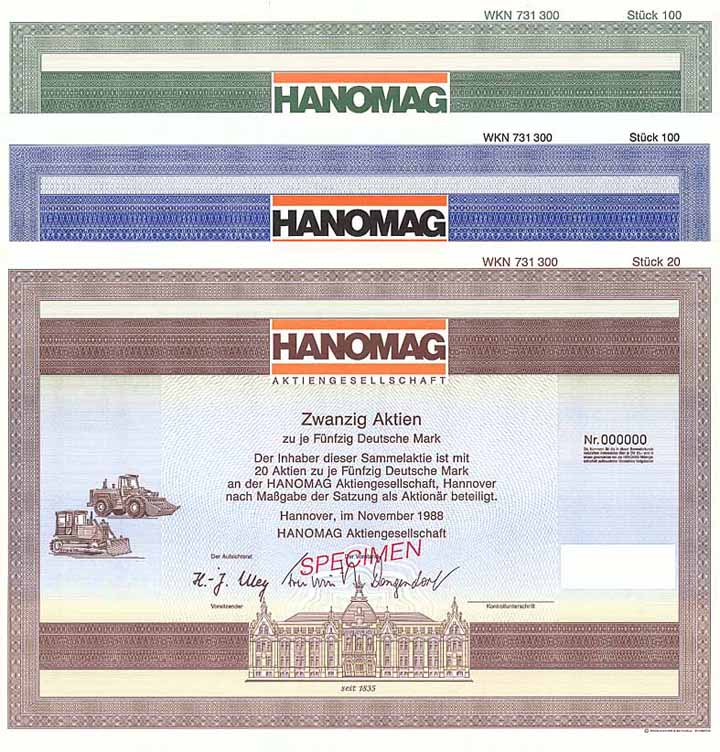 WKN 731 300 Stück 100
HANOMAG
WKN 731 300 Stück 100
HANOMAG
WKN 731 300 Stück 20
HANOMAG
AKTIENGESELLSCHAFT
Zwanzig Aktien
zu je Fünfzig Deutsche Mark
Nr. 000000
Der Inhaber dieser Sammelaktie ist mit
20 Aktien zu je Fünfzig Deutsche Mark
an der HANOMAG Aktiengesellschaft, Hannover
nach Maßgabe der Satzung als Aktionär beteiligt.
Hannover, im November 1988
HANOMAG Aktiengesellschaft
SPECIMEN
Der Aufsichtsrat Der Vorstand
Vorsitzender Kontrollunterschrift
seit 1835